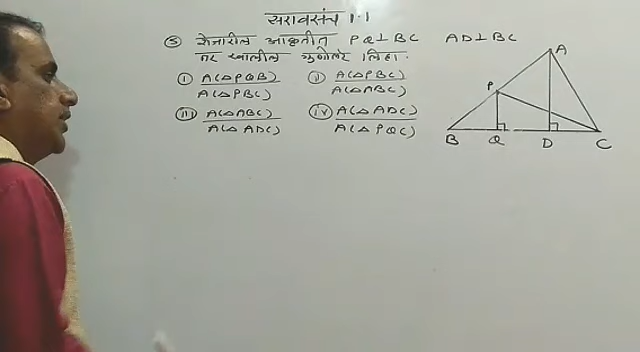 सरावसंच 1.1
⑤ शेजारील आकृतीत PQ⊥BC AD⊥BC
तर खालील गुणोत्तरे लिहा.
ⅰ A(△PQB) / A(△PBC) ⅱ A(△PBC) / A(△ABC)
ⅲ A(△ABC) / A(△ADC) ⅳ A(△ADC) / A(△PQC)
A
P
B Q D C